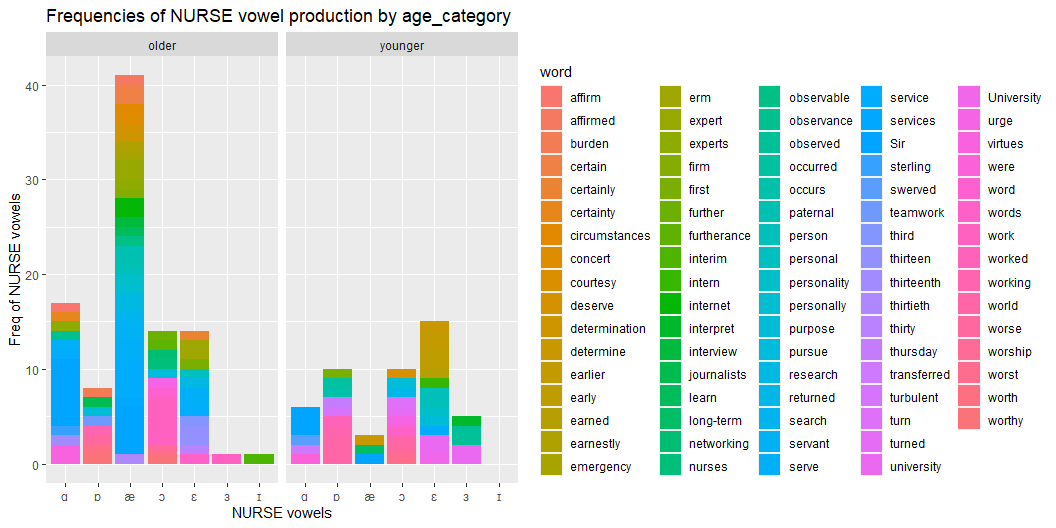 Frequencies of NURSE vowel production by age_category
older
younger
Freq of NURSE vowels
40
30
20
10
0
ɑ ɒ æ ɔ ɛ ɜ ɪ
ɑ ɒ æ ɔ ɛ ɜ ɪ
NURSE vowels
word
affirm
affirmed
burden
certain
certainly
certainty
circumstances
concert
courtesy
deserve
determination
determine
earlier
early
earned
earnestly
emergency
erm
expert
experts
firm
first
further
furtherance
interim
intern
internet
interpret
interview
journalists
learn
long-term
networking
nurses
observable
observance
observed
occurred
occurs
paternal
person
personal
personality
personally
purpose
pursue
research
returned
search
servant
serve
service
services
Sir
sterling
swerved
teamwork
third
thirteen
thirteenth
thirtieth
thirty
thursday
transferred
turbulent
turn
turned
university
University
urge
virtues
were
word
words
work
worked
working
world
worse
worship
worst
worth
worthy